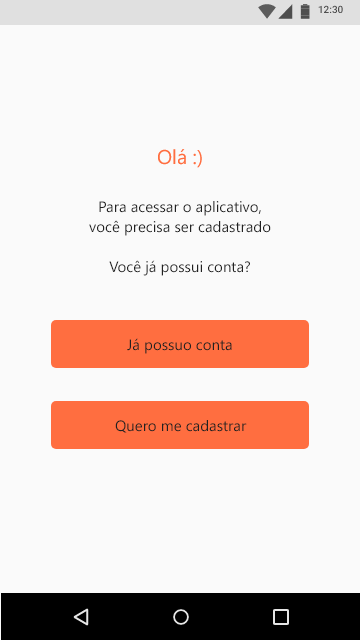 12:30
Olá :)
Para acessar o aplicativo,
você precisa ser cadastrado
Você já possui conta?
Já possuo conta
Quero me cadastrar